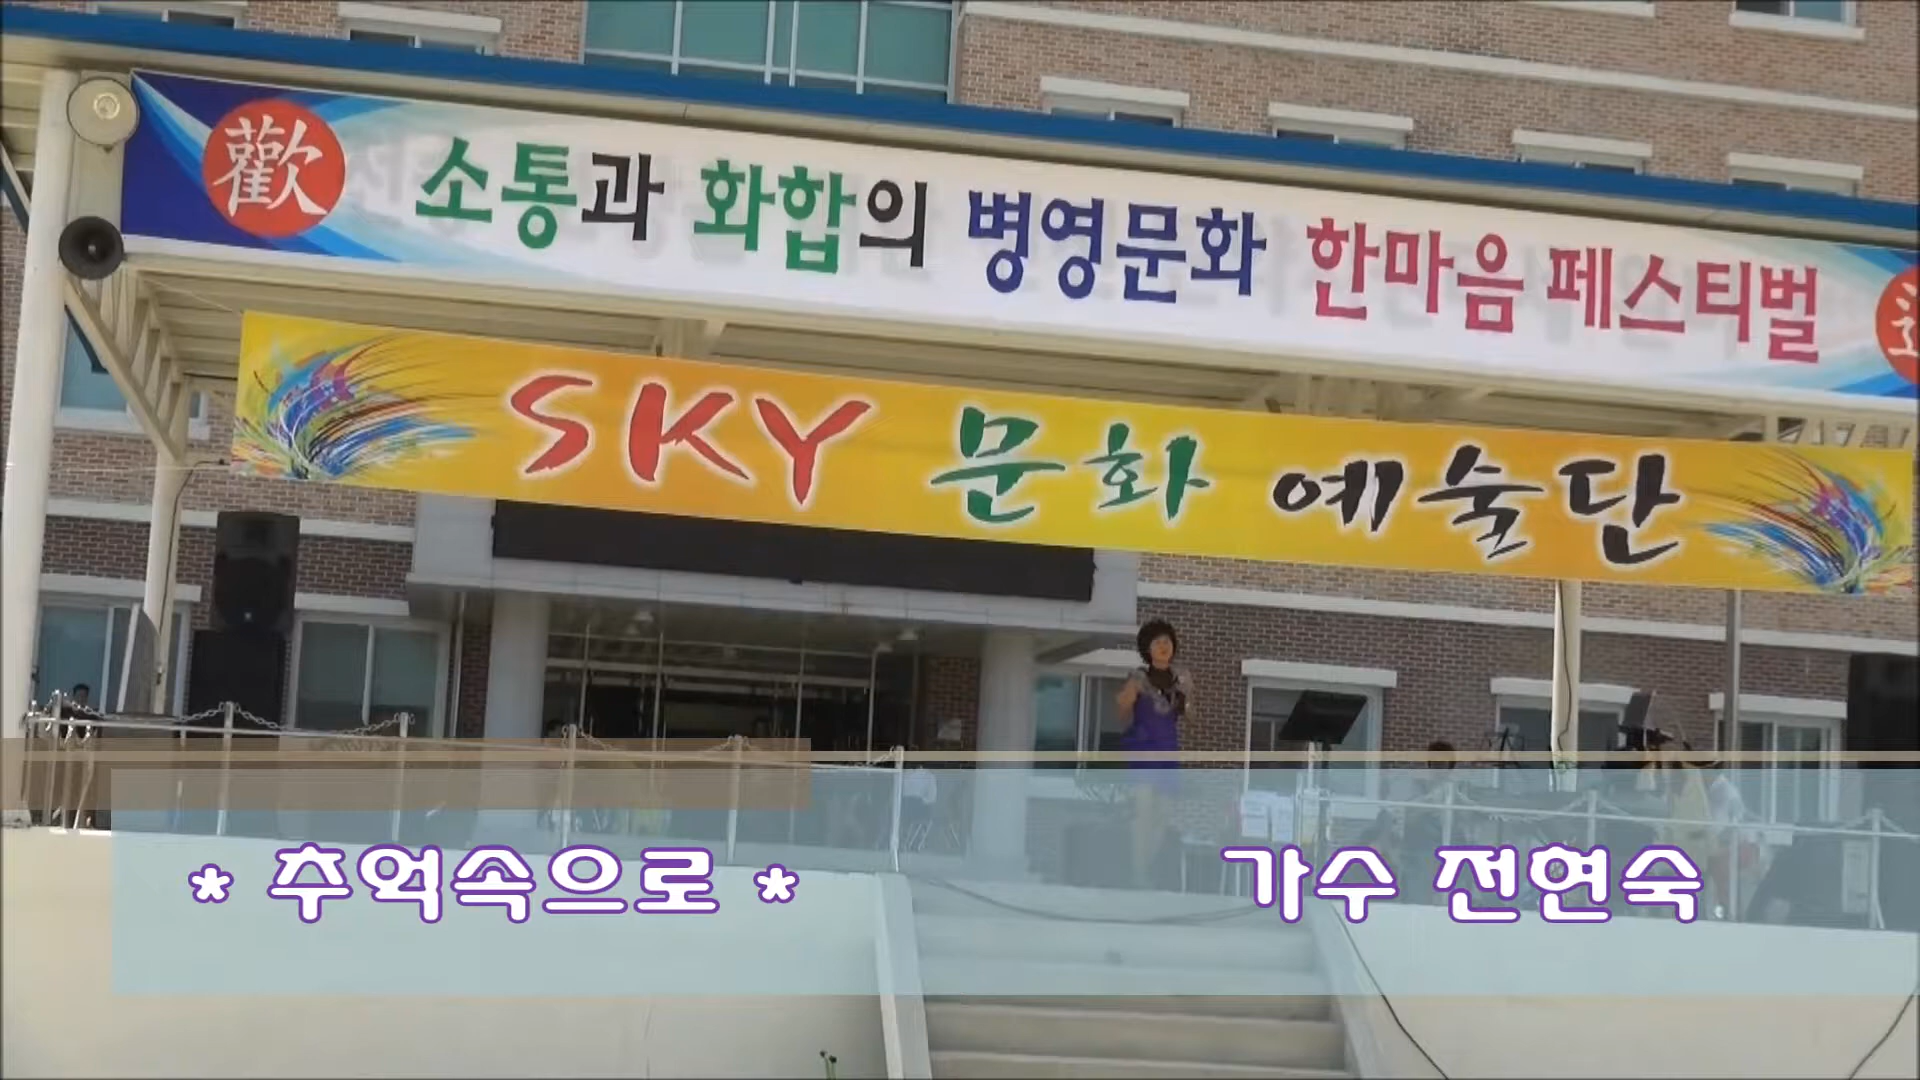 歡 소통과 화합의 병영문화 한마음 페스티벌
SKY 문화 예술단
* 추억속으로 * 가수 전현숙